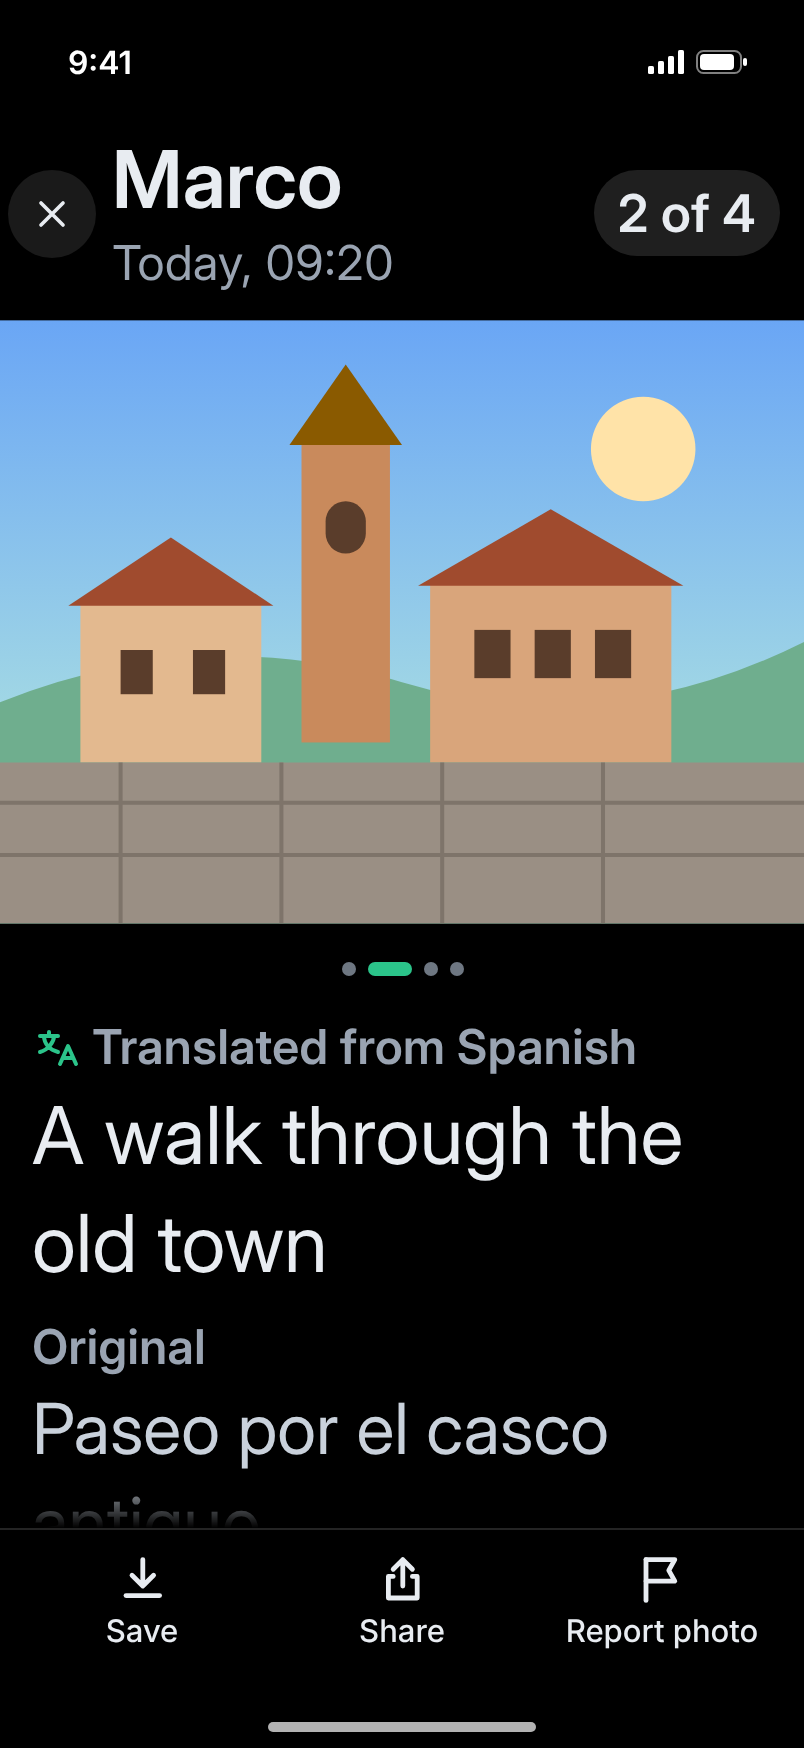 9:41
Marco
Today, 09:20
2 of 4
Translated from Spanish
A walk through the
old town
Original
Paseo por el casco
antiguo
Save
Share
Report photo